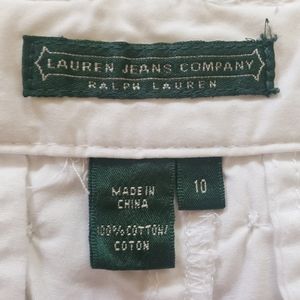 LAUREN JEANS COMPANY
RALPH LAUREN
MADE IN
CHINA
10
100% COTTON/
COTON